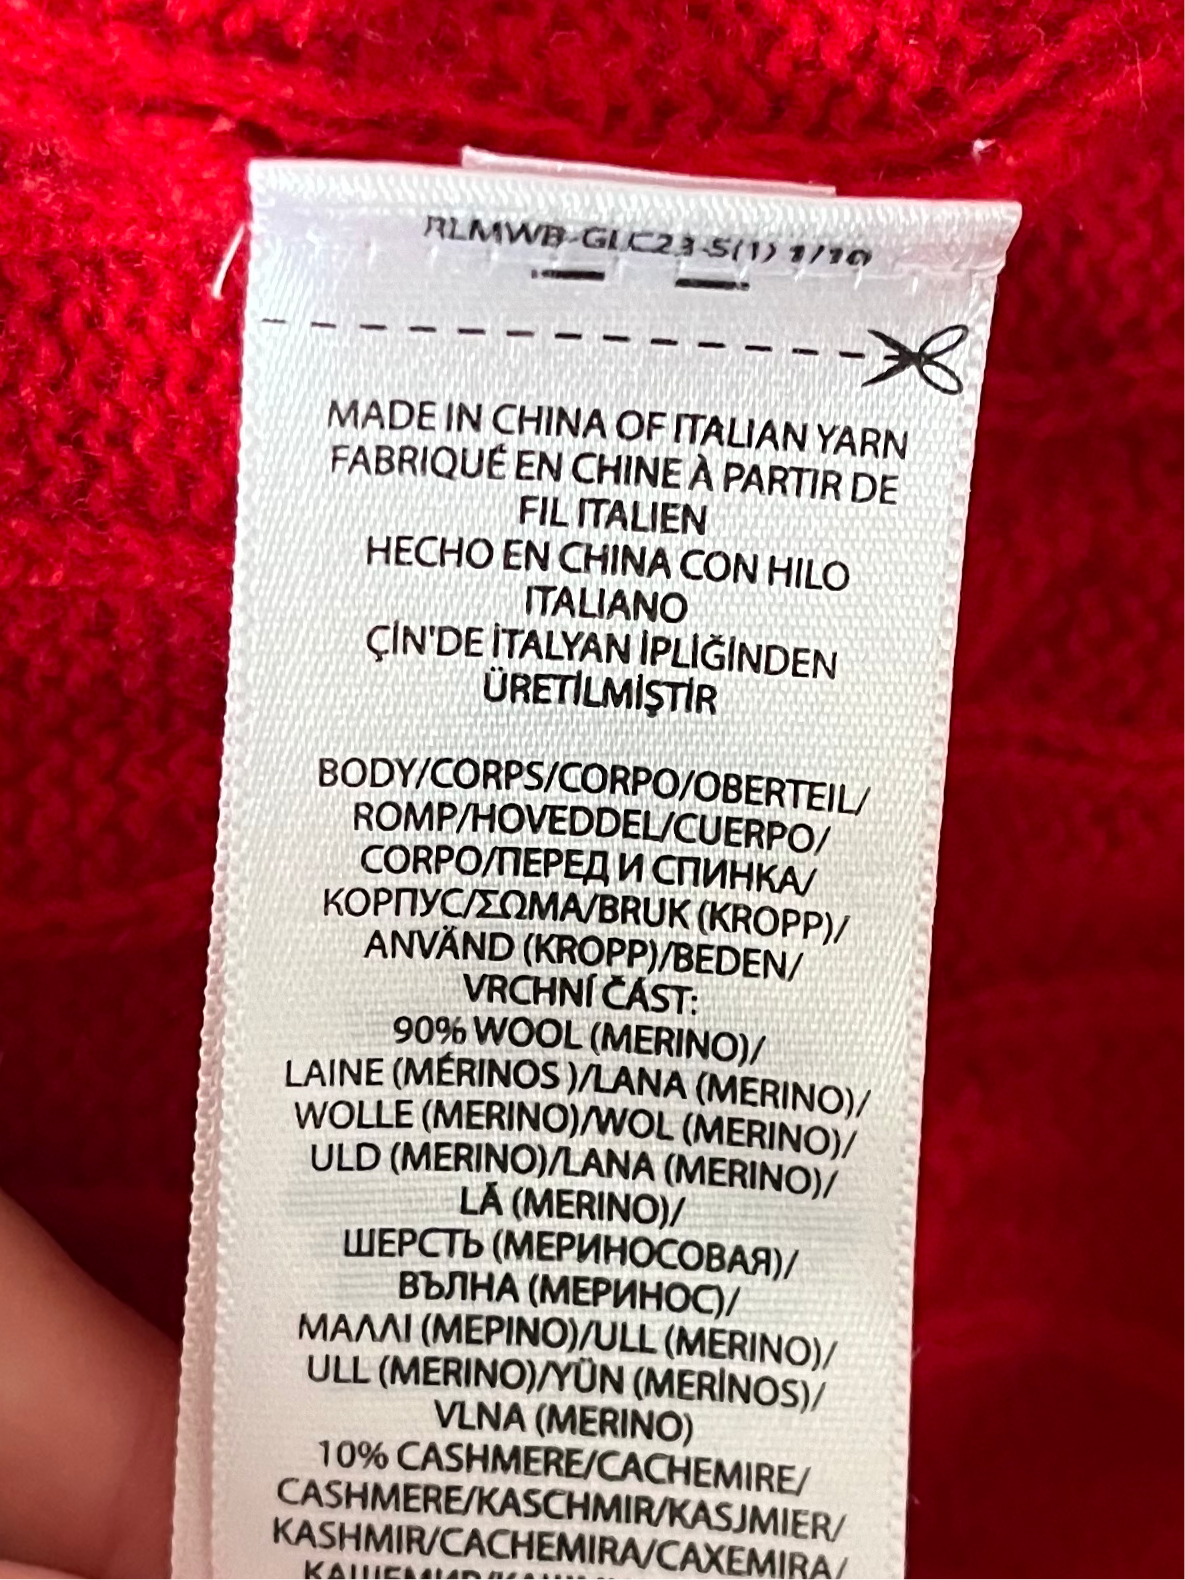 RLMWB-GLC23-S(1) 1/10
MADE IN CHINA OF ITALIAN YARN
FABRIQUÉ EN CHINE À PARTIR DE
FIL ITALIEN
HECHO EN CHINA CON HILO
ITALIANO
ÇİN'DE İTALYAN İPLİĞİNDEN
ÜRETİLMİŞTİR
BODY/CORPS/CORPO/OBERTEIL/
ROMP/HOVEDDEL/CUERPO/
CORPO/ПЕРЕД И СПИНКА/
КОРПУС/ΣΩΜΑ/BRUK (KROPP)/
ANVÄND (KROPP)/BEDEN/
VRCHNÍ ČÁST:
90% WOOL (MERINO)/
LAINE (MÉRINOS )/LANA (MERINO)/
WOLLE (MERINO)/WOL (MERINO)/
ULD (MERINO)/LANA (MERINO)/
LÃ (MERINO)/
ШЕРСТЬ (МЕРИНОСОВАЯ)/
ВЪЛНА (МЕРИНОС)/
ΜΑΛΛΙ (ΜΕΡΙΝΟ)/ULL (MERINO)/
ULL (MERINO)/YÜN (MERİNOS)/
VLNA (MERINO)
10% CASHMERE/CACHEMIRE/
CASHMERE/KASCHMIR/KASJMIER/
KASHMIR/CACHEMIRA/CAXEMIRA/